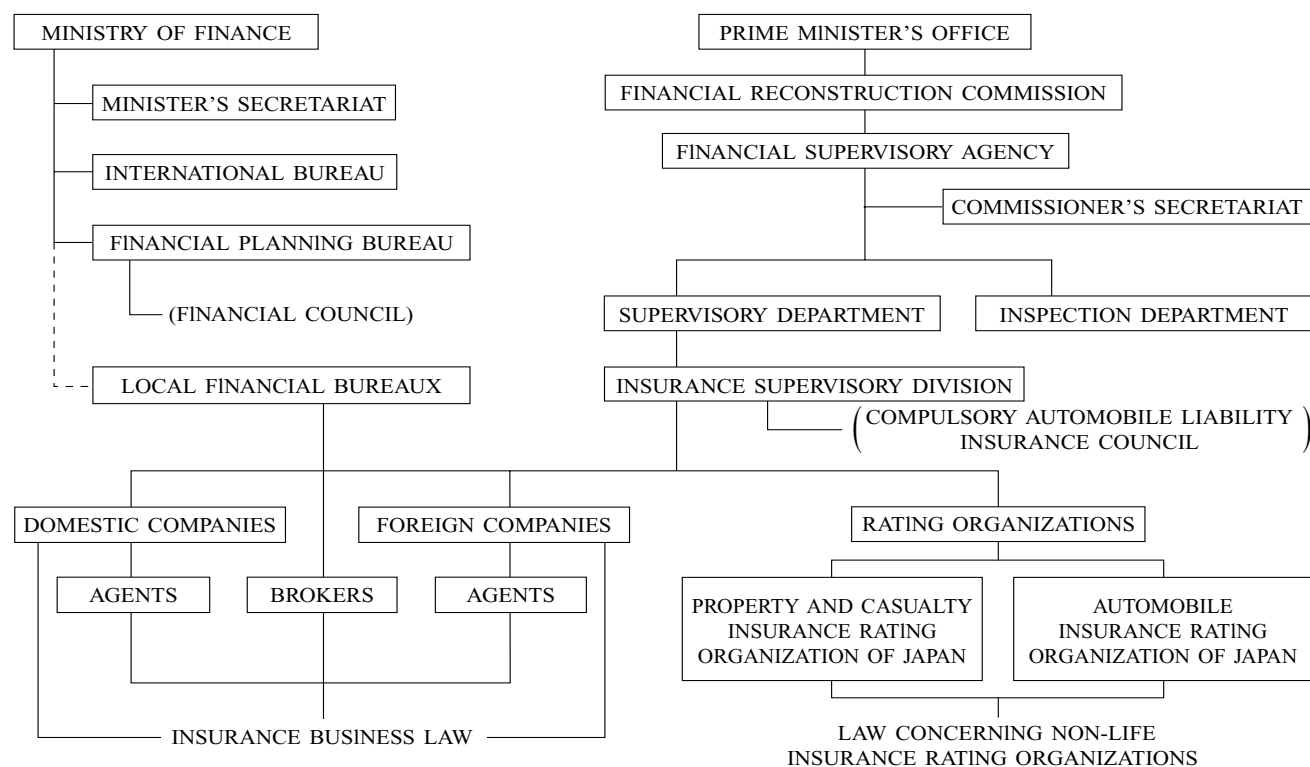 MINISTRY OF FINANCE
PRIME MINISTER'S OFFICE
MINISTER'S SECRETARIAT
FINANCIAL RECONSTRUCTION COMMISSION
INTERNATIONAL BUREAU
FINANCIAL SUPERVISORY AGENCY
COMMISSIONER'S SECRETARIAT
FINANCIAL PLANNING BUREAU
(FINANCIAL COUNCIL)
SUPERVISORY DEPARTMENT
INSPECTION DEPARTMENT
LOCAL FINANCIAL BUREAUX
INSURANCE SUPERVISORY DIVISION
(COMPULSORY AUTOMOBILE LIABILITY
INSURANCE COUNCIL)
DOMESTIC COMPANIES
FOREIGN COMPANIES
RATING ORGANIZATIONS
AGENTS
BROKERS
AGENTS
PROPERTY AND CASUALTY
INSURANCE RATING
ORGANIZATION OF JAPAN
AUTOMOBILE
INSURANCE RATING
ORGANIZATION OF JAPAN
INSURANCE BUSINESS LAW
LAW CONCERNING NON-LIFE
INSURANCE RATING ORGANIZATIONS